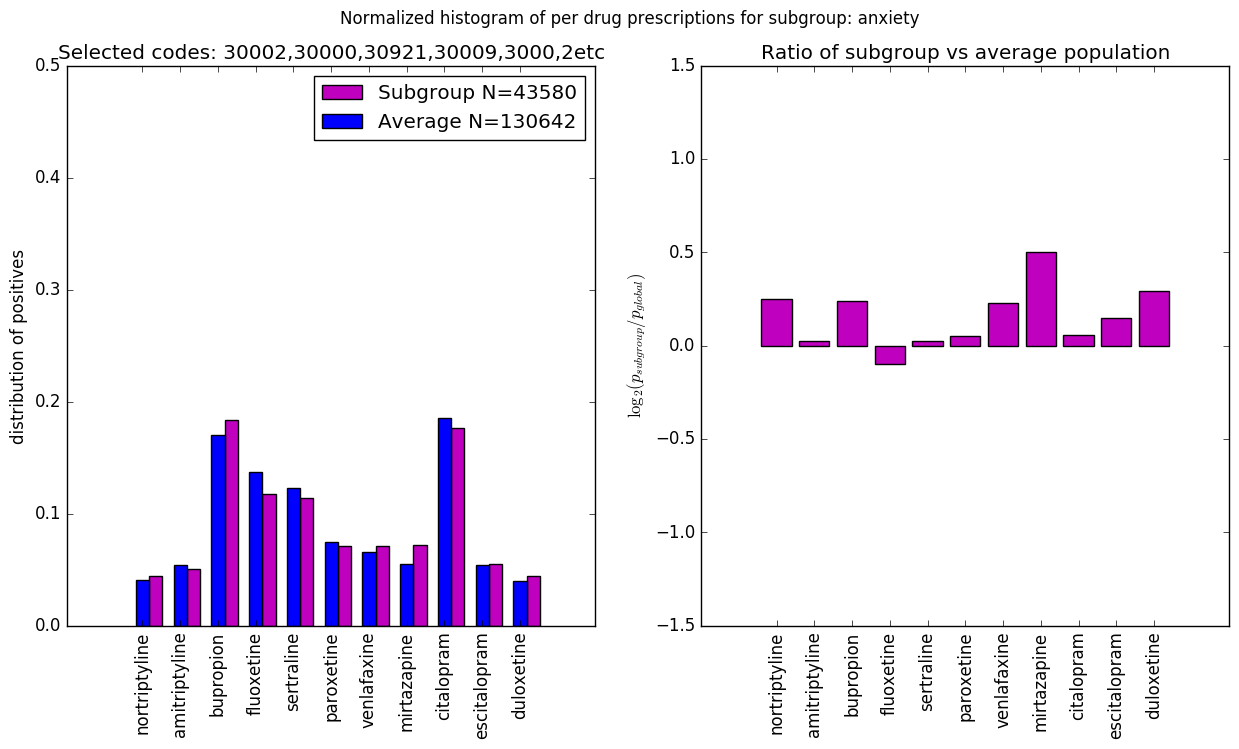 Normalized histogram of per drug prescriptions for subgroup: anxiety
Selected codes: 30002,30000,30921,30009,3000,2etc
0.5
0.4
0.3
0.2
0.1
0.0
distribution of positives
Subgroup N=43580
Average N=130642
nortriptyline
amitriptyline
bupropion
fluoxetine
sertraline
paroxetine
venlafaxine
mirtazapine
citalopram
escitalopram
duloxetine
Ratio of subgroup vs average population
1.5
1.0
0.5
0.0
−0.5
−1.0
−1.5
log2(psubgroup/pglobal)
nortriptyline
amitriptyline
bupropion
fluoxetine
sertraline
paroxetine
venlafaxine
mirtazapine
citalopram
escitalopram
duloxetine